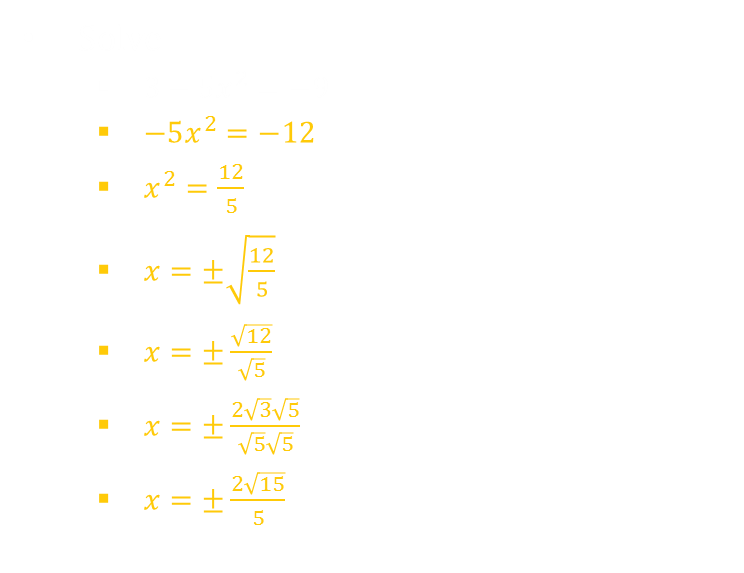 ▪ −5x² = −12
▪ x² = 12/5
▪ x = ±√(12/5)
▪ x = ± √12/√5
▪ x = ± 2√3√5/√5√5
▪ x = ± 2√15/5